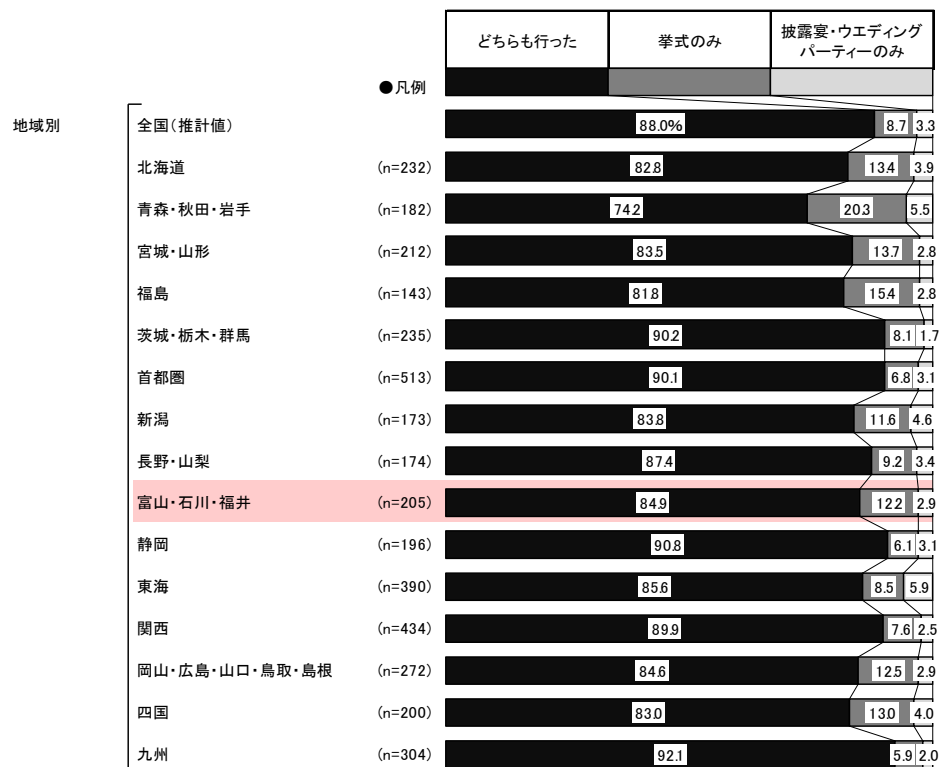 どちらも行った 挙式のみ 披露宴・ウエディング
パーティーのみ
●凡例
地域別 全国（推計値） 88.0% 8.7 3.3
北海道 (n=232) 82.8 13.4 3.9
青森・秋田・岩手 (n=182) 74.2 20.3 5.5
宮城・山形 (n=212) 83.5 13.7 2.8
福島 (n=143) 81.8 15.4 2.8
茨城・栃木・群馬 (n=235) 90.2 8.1 1.7
首都圏 (n=513) 90.1 6.8 3.1
新潟 (n=173) 83.8 11.6 4.6
長野・山梨 (n=174) 87.4 9.2 3.4
富山・石川・福井 (n=205) 84.9 12.2 2.9
静岡 (n=196) 90.8 6.1 3.1
東海 (n=390) 85.6 8.5 5.9
関西 (n=434) 89.9 7.6 2.5
岡山・広島・山口・鳥取・島根 (n=272) 84.6 12.5 2.9
四国 (n=200) 83.0 13.0 4.0
九州 (n=304) 92.1 5.9 2.0